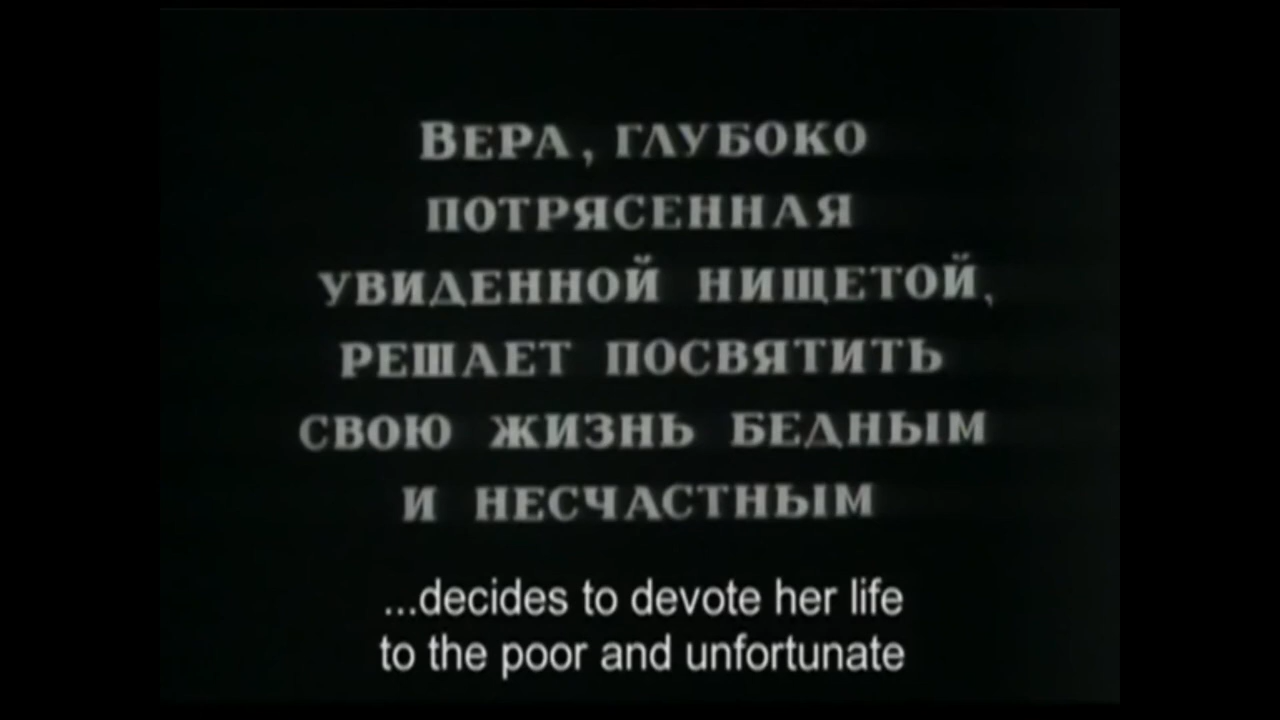 ВЕРА, ГЛУБОКО
ПОТРЯСЕННАЯ
УВИДЕННОЙ НИЩЕТОЙ,
РЕШАЕТ ПОСВЯТИТЬ
СВОЮ ЖИЗНЬ БЕДНЫМ
И НЕСЧАСТНЫМ
...decides to devote her life
to the poor and unfortunate